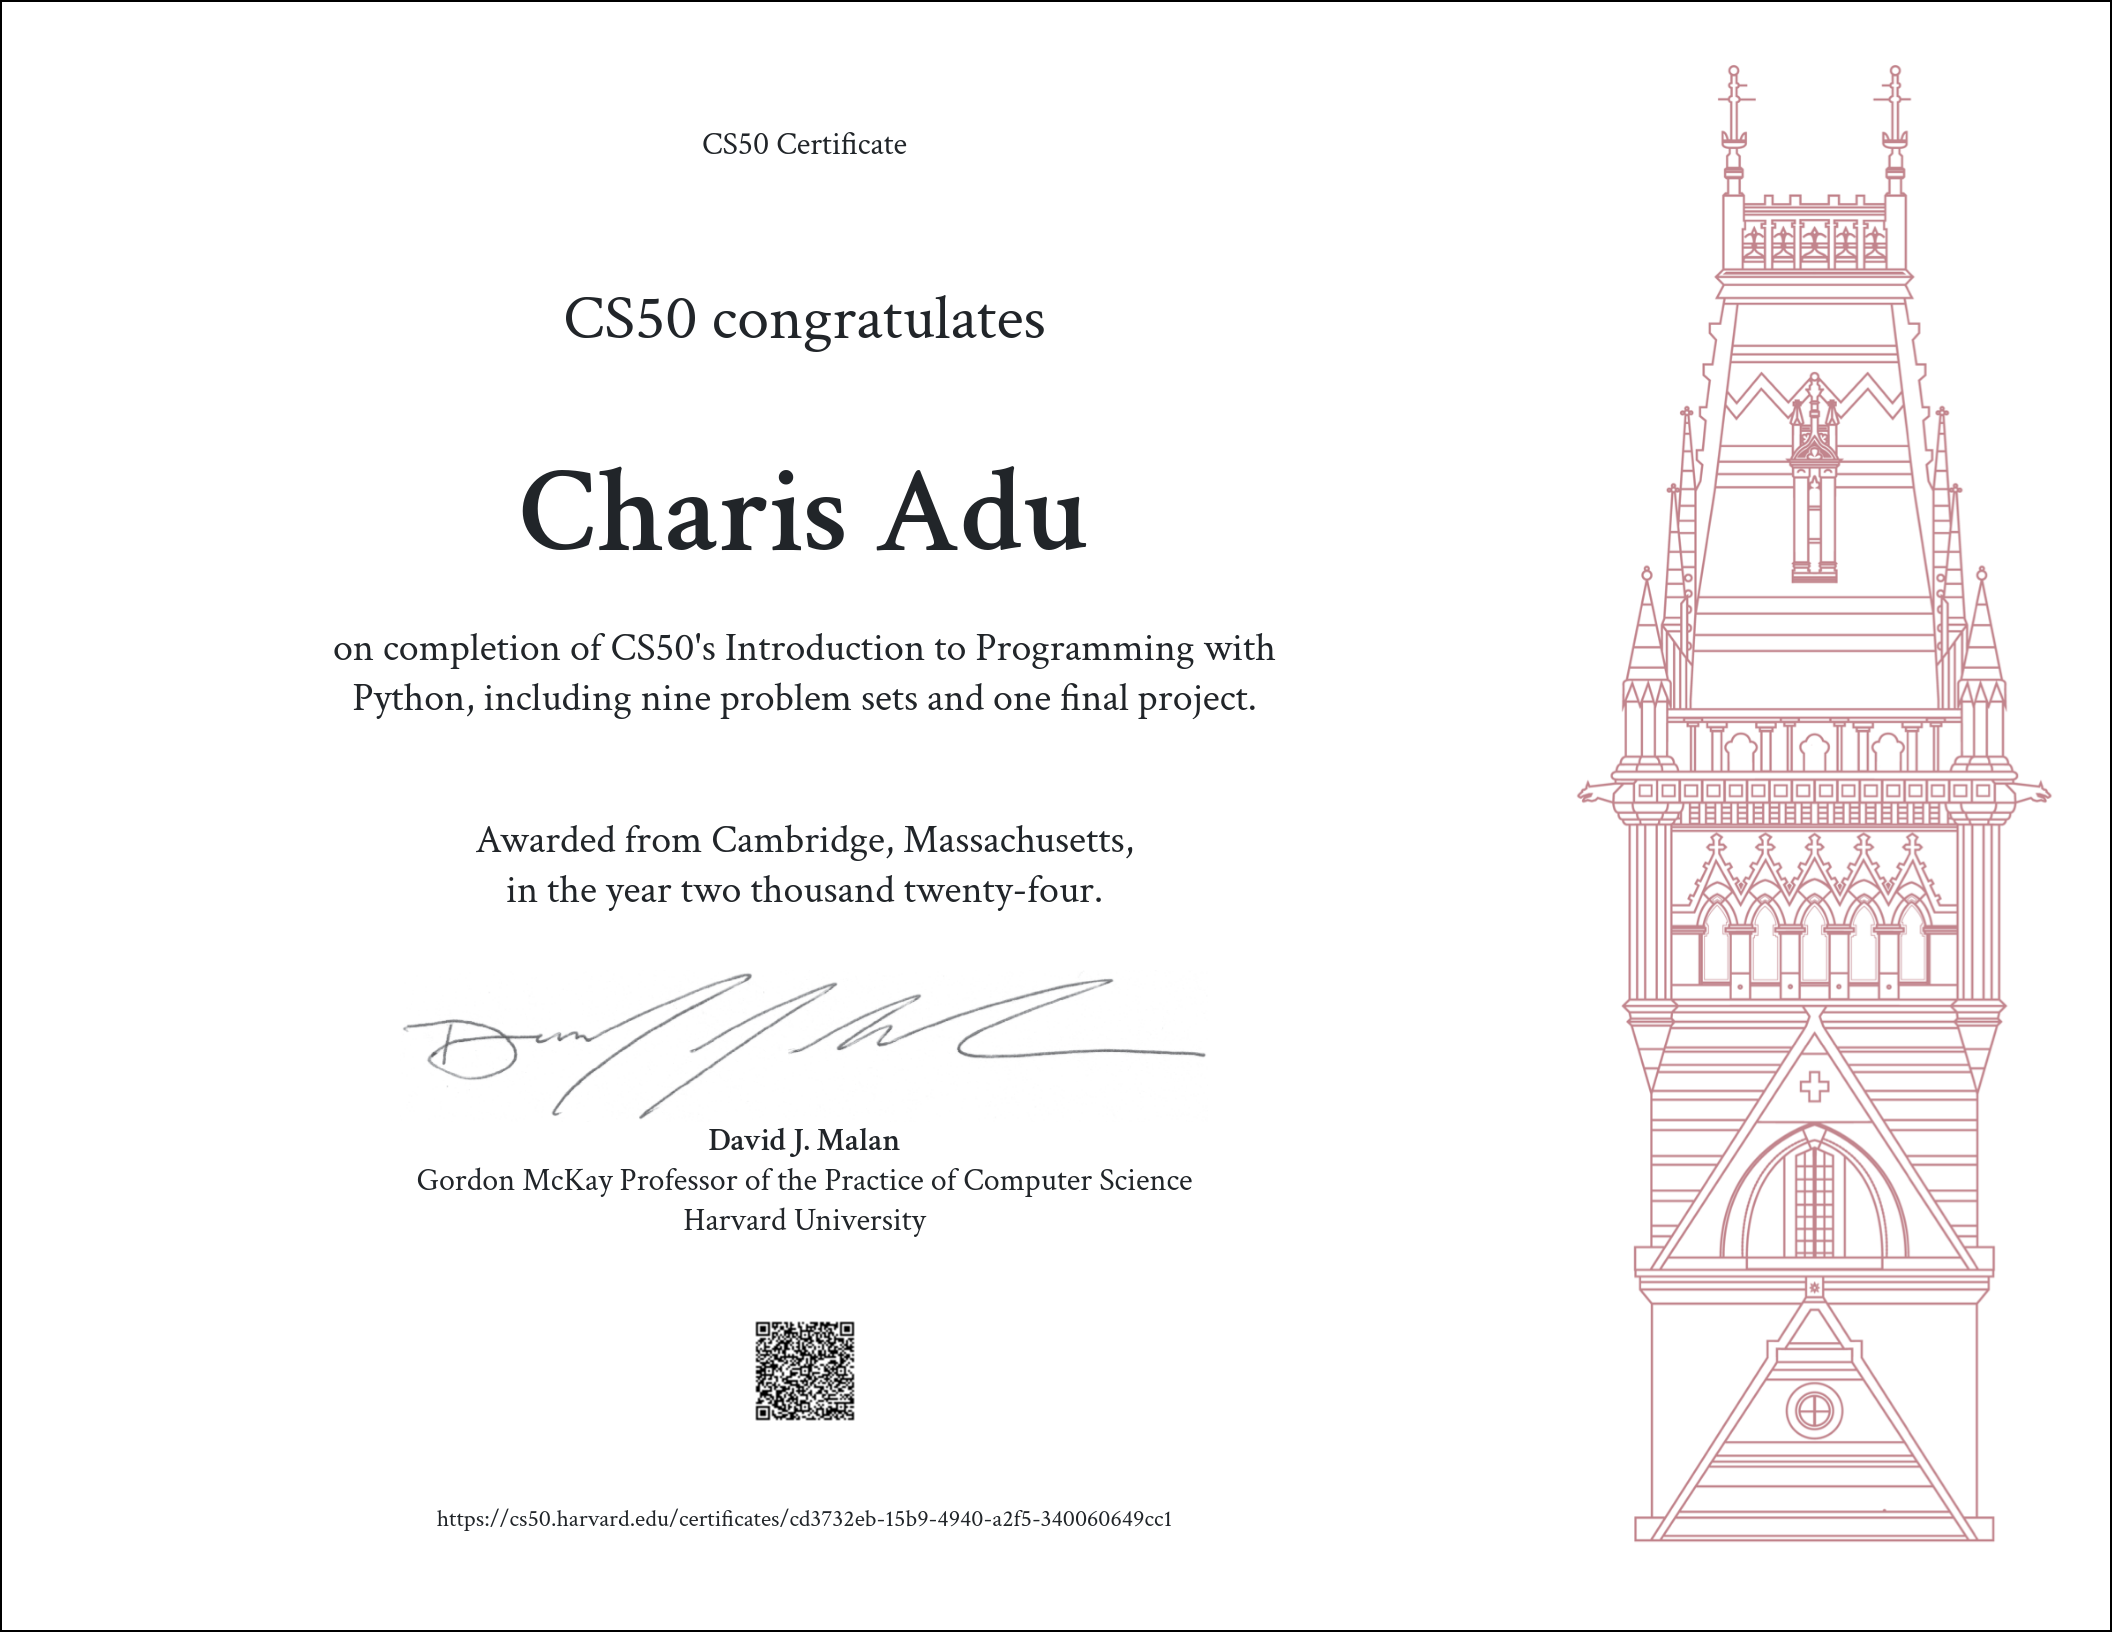 CS50 Certificate
CS50 congratulates
Charis Adu
on completion of CS50's Introduction to Programming with
Python, including nine problem sets and one final project.
Awarded from Cambridge, Massachusetts,
in the year two thousand twenty-four.
David J. Malan
Gordon McKay Professor of the Practice of Computer Science
Harvard University
https://cs50.harvard.edu/certificates/cd3732eb-15b9-4940-a2f5-340060649cc1